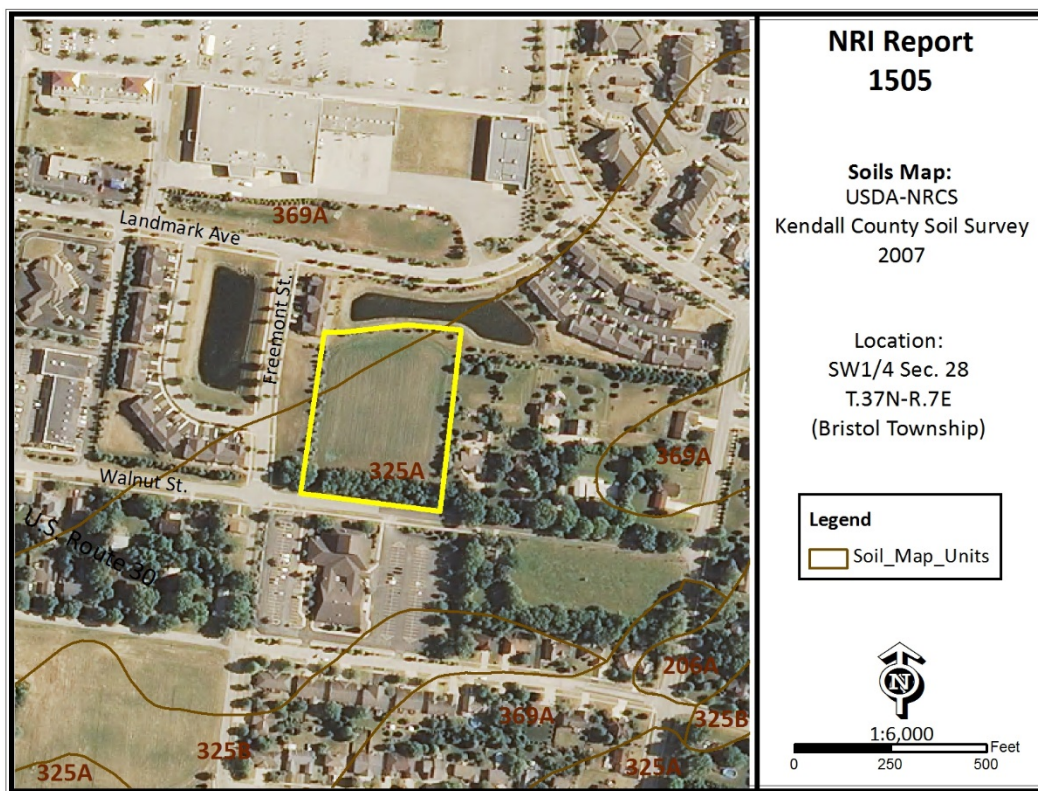 369A
Landmark Ave
Freemont St.
325A
369A
Walnut St.
U.S. Route 30
206A
369A
325B
325B
325A
325A
NRI Report
1505
Soils Map:
USDA-NRCS
Kendall County Soil Survey
2007
Location:
SW1/4 Sec. 28
T.37N-R.7E
(Bristol Township)
Legend
Soil_Map_Units
N
1:6,000
Feet
0 250 500